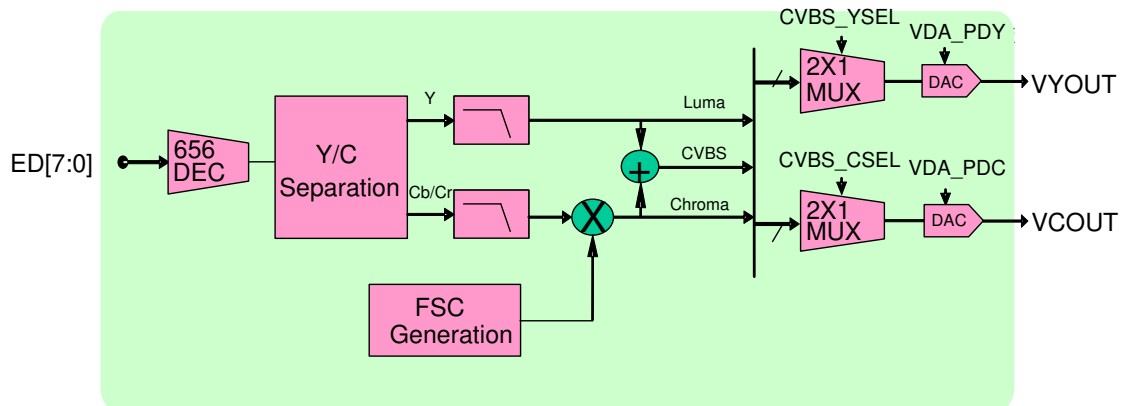 CVBS_YSEL
VDA_PDY
2X1
MUX
DAC
VYOUT
Y
Luma
656
DEC
Y/C
Separation
ED[7:0]
+
CVBS
CVBS_CSEL
VDA_PDC
Cb/Cr
X
Chroma
2X1
MUX
DAC
VCOUT
FSC
Generation